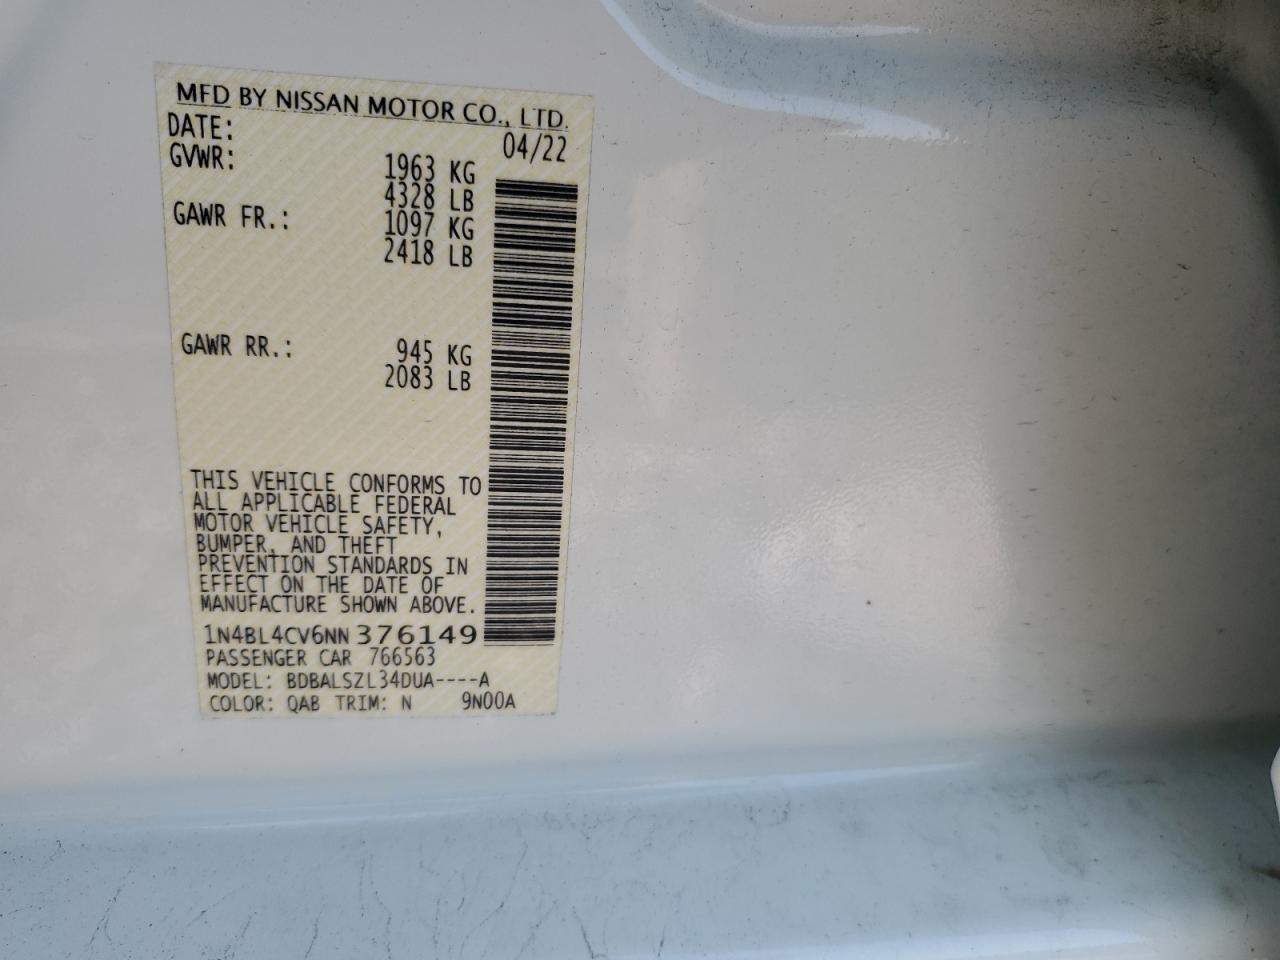 MFD BY NISSAN MOTOR CO., LTD.
DATE: 04/22
GVWR: 1963 KG
4328 LB
GAWR FR.: 1097 KG
2418 LB
GAWR RR.: 945 KG
2083 LB
THIS VEHICLE CONFORMS TO
ALL APPLICABLE FEDERAL
MOTOR VEHICLE SAFETY,
BUMPER, AND THEFT
PREVENTION STANDARDS IN
EFFECT ON THE DATE OF
MANUFACTURE SHOWN ABOVE.
1N4BL4CV6NN376149
PASSENGER CAR 766563
MODEL: BDBALSZL34DUA----A
COLOR: QAB TRIM: N 9N00A